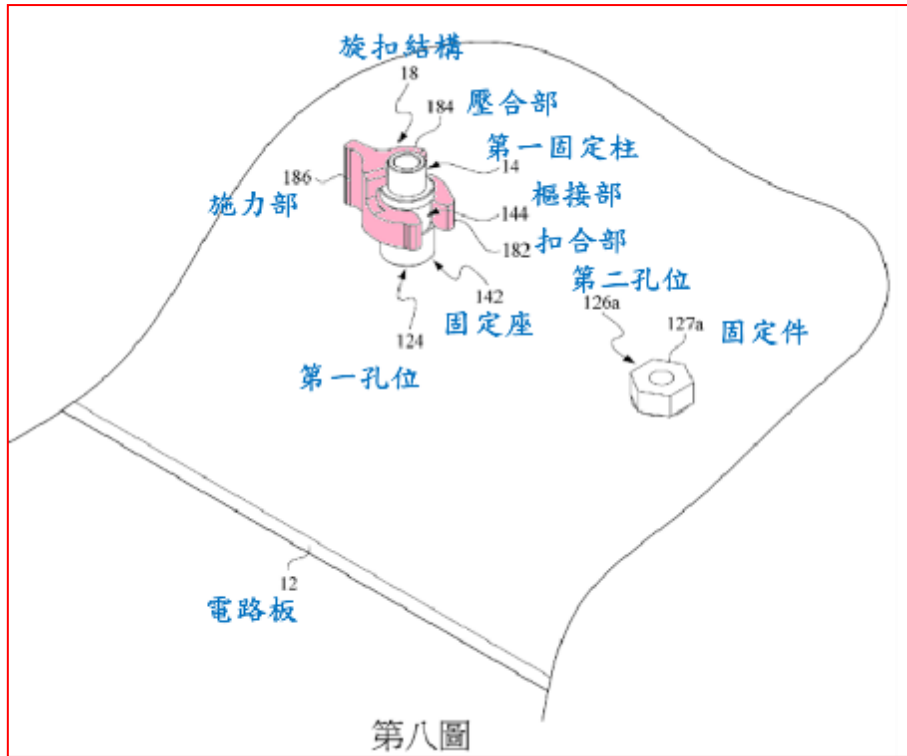 旋扣結構
18
184
壓合部
第一固定柱
14
186
施力部
樞接部
144
182
扣合部
第二孔位
126a
142
固定座
127a
固定件
124
第一孔位
12
電路板
第八圖